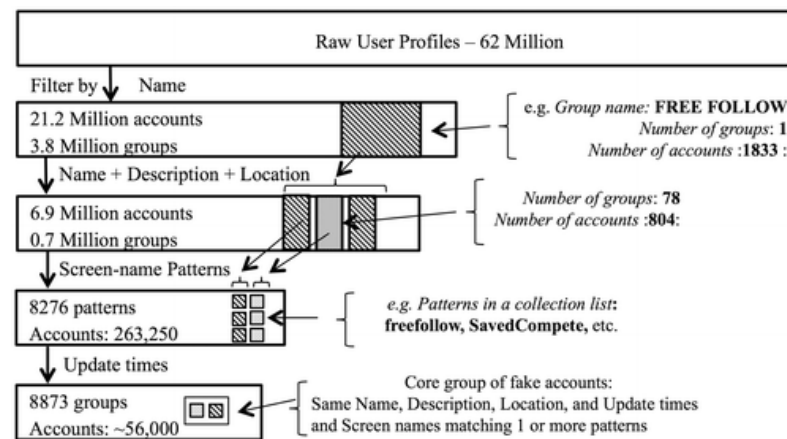 Raw User Profiles – 62 Million
Filter by Name
21.2 Million accounts
3.8 Million groups
e.g. Group name: FREE FOLLOW
Number of groups: 1
Number of accounts :1833 :
Name + Description + Location
6.9 Million accounts
0.7 Million groups
Number of groups: 78
Number of accounts :804:
Screen-name Patterns
8276 patterns
Accounts: 263,250
e.g. Patterns in a collection list:
freefollow, SavedCompete, etc.
Update times
8873 groups
Accounts: ~56,000
Core group of fake accounts:
Same Name, Description, Location, and Update times
and Screen names matching 1 or more patterns